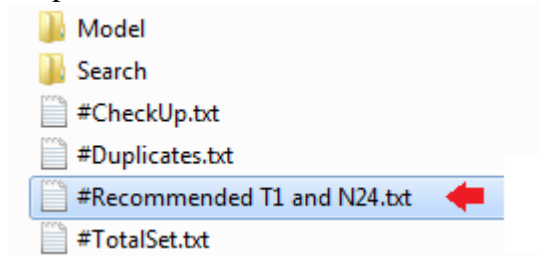 Model
Search
#CheckUp.txt
#Duplicates.txt
#Recommended T1 and N24.txt
#TotalSet.txt